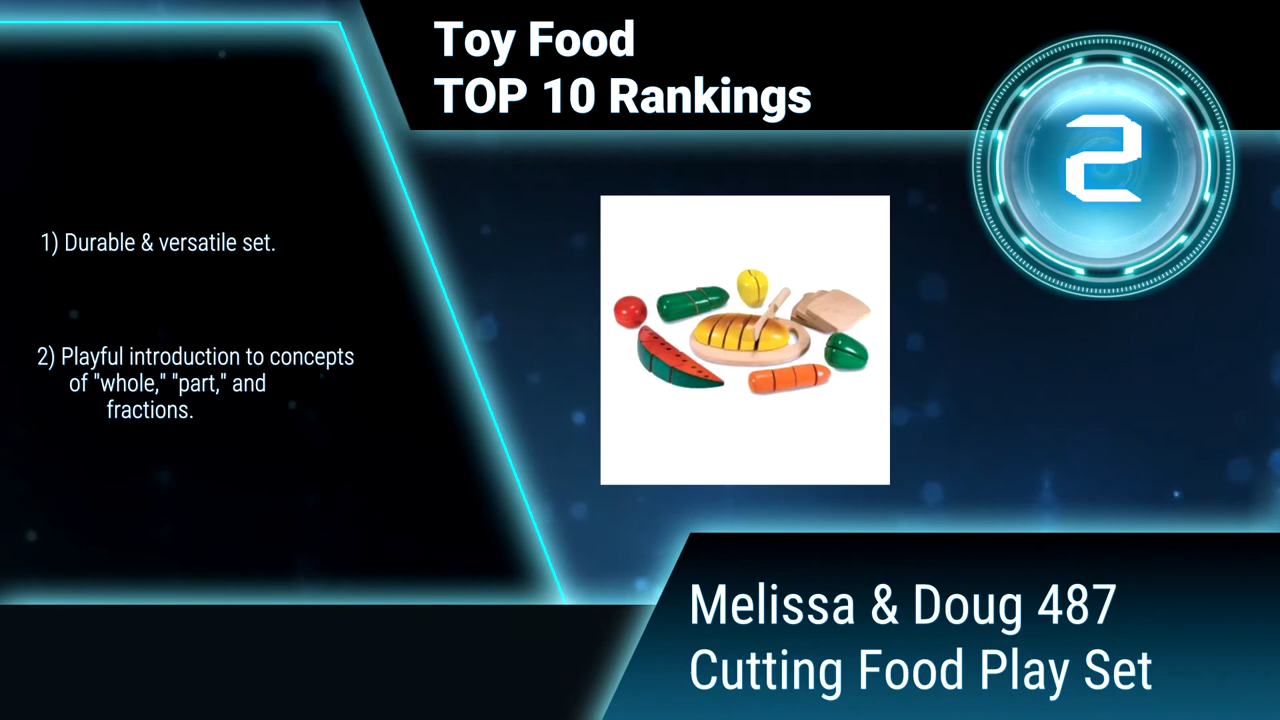 Toy Food
TOP 10 Rankings
2
1) Durable & versatile set.
2) Playful introduction to concepts
of "whole," "part," and
fractions.
Melissa & Doug 487
Cutting Food Play Set